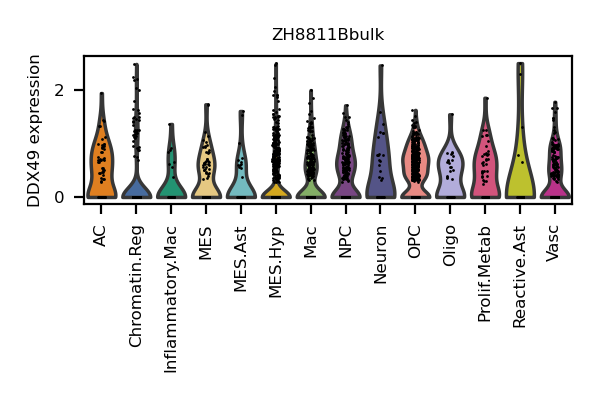 ZH8811Bbulk
DDX49 expression
2
0
AC
Chromatin.Reg
Inflammatory.Mac
MES
MES.Ast
MES.Hyp
Mac
NPC
Neuron
OPC
Oligo
Prolif.Metab
Reactive.Ast
Vasc